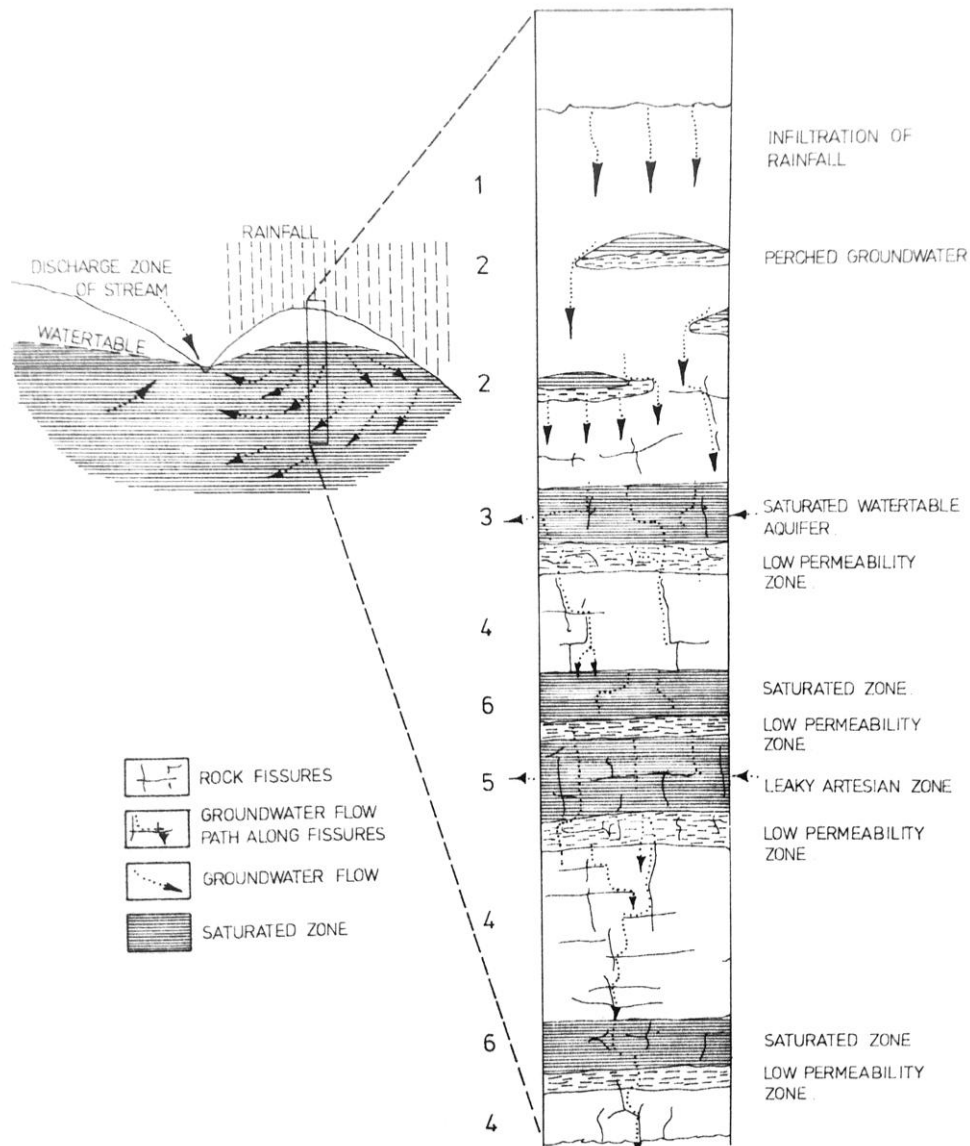 RAINFALL
DISCHARGE ZONE
OF STREAM
WATERTABLE
ROCK FISSURES
GROUNDWATER FLOW
PATH ALONG FISSURES
GROUNDWATER FLOW
SATURATED ZONE
1
2
2
3
4
6
5
4
6
4
INFILTRATION OF
RAINFALL
PERCHED GROUNDWATER
SATURATED WATERTABLE
AQUIFER.
LOW PERMEABILITY
ZONE.
SATURATED ZONE.
LOW PERMEABILITY
ZONE
LEAKY ARTESIAN ZONE
LOW PERMEABILITY
ZONE.
SATURATED ZONE
LOW PERMEABILITY
ZONE.